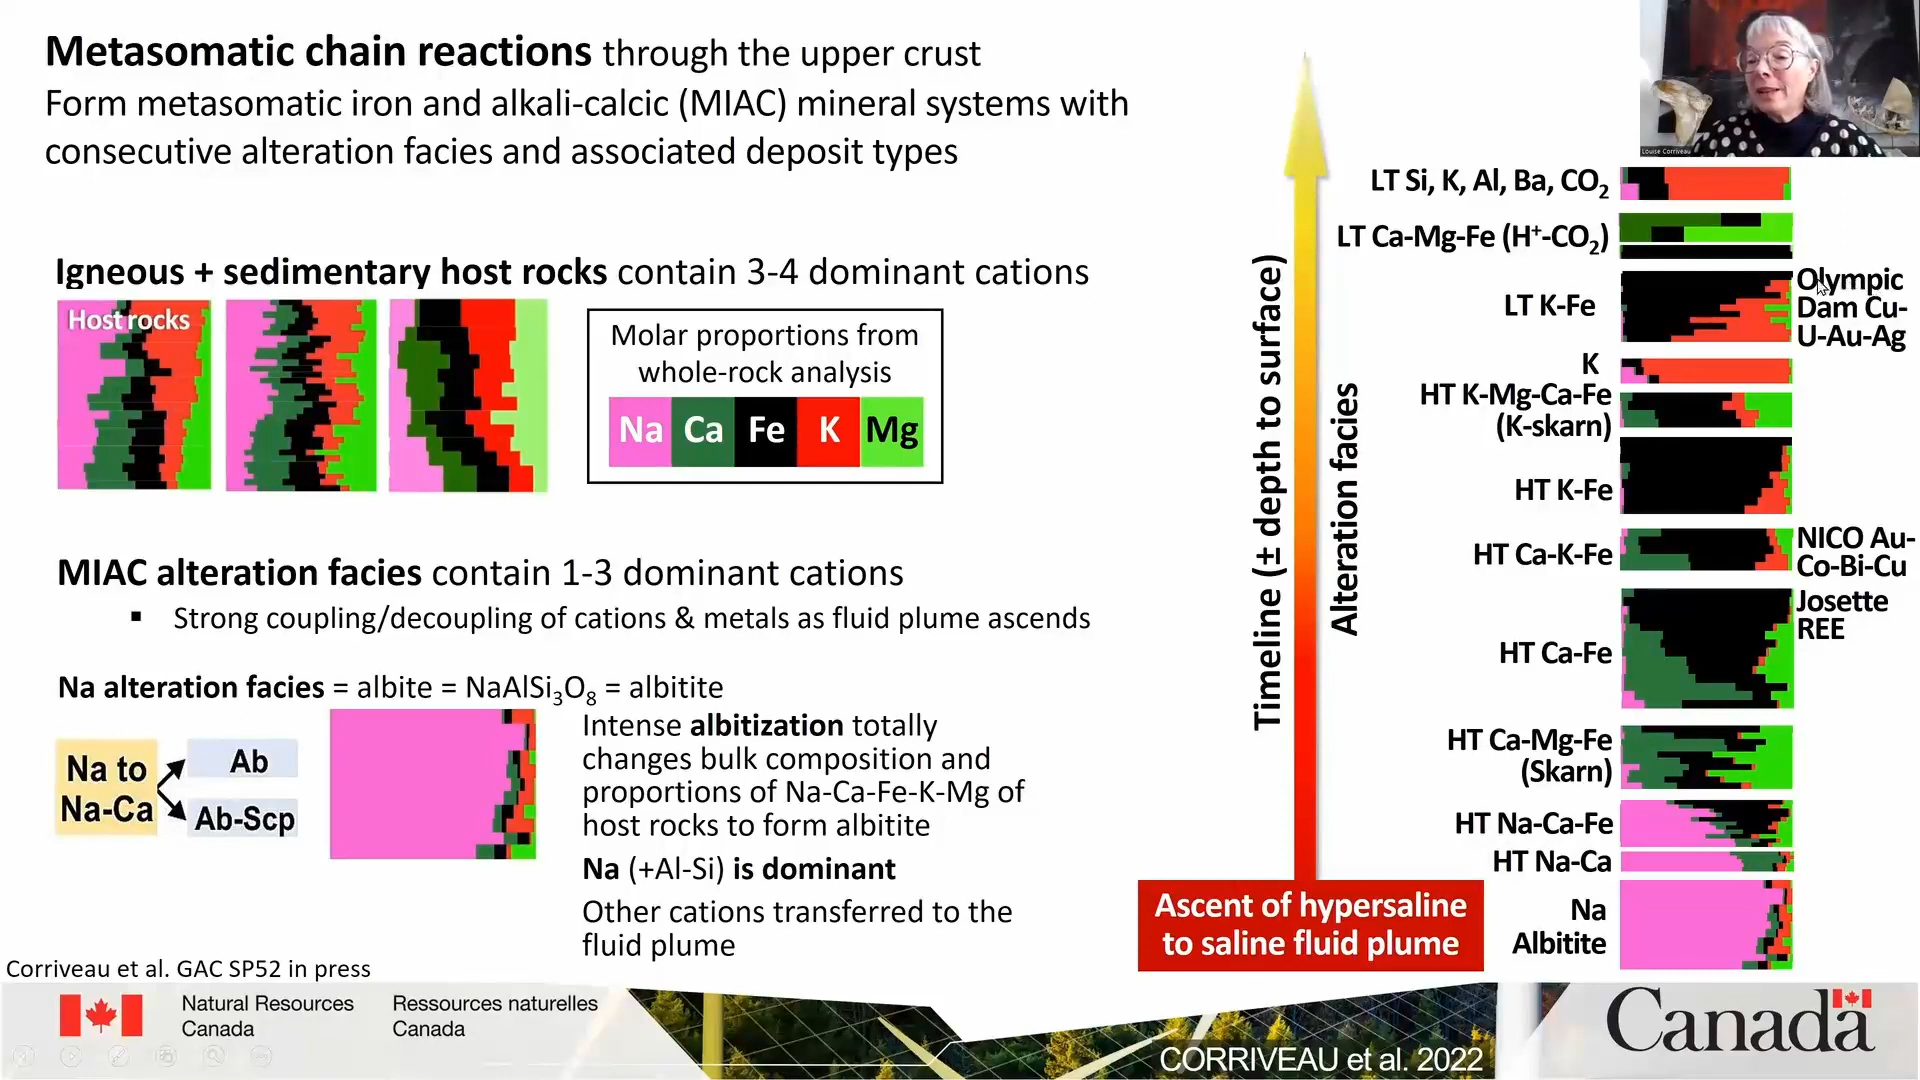 Metasomatic chain reactions through the upper crust
Form metasomatic iron and alkali-calcic (MIAC) mineral systems with
consecutive alteration facies and associated deposit types
Igneous + sedimentary host rocks contain 3-4 dominant cations
Host rocks
Molar proportions from
whole-rock analysis
Na Ca Fe K Mg
MIAC alteration facies contain 1-3 dominant cations
▪ Strong coupling/decoupling of cations & metals as fluid plume ascends
Na alteration facies = albite = NaAlSi₃O₈ = albitite
Na to
Na-Ca
Ab
Ab-Scp
Intense albitization totally
changes bulk composition and
proportions of Na-Ca-Fe-K-Mg of
host rocks to form albitite
Na (+Al-Si) is dominant
Other cations transferred to the
fluid plume
Corriveau et al. GAC SP52 in press
Timeline (± depth to surface)
Alteration facies
Ascent of hypersaline
to saline fluid plume
Louise Corriveau
LT Si, K, Al, Ba, CO₂
LT Ca-Mg-Fe (H⁺-CO₂)
LT K-Fe
Olympic
Dam Cu-
U-Au-Ag
K
HT K-Mg-Ca-Fe
(K-skarn)
HT K-Fe
HT Ca-K-Fe
NICO Au-
Co-Bi-Cu
Josette
REE
HT Ca-Fe
HT Ca-Mg-Fe
(Skarn)
HT Na-Ca-Fe
HT Na-Ca
Na
Albitite
Natural Resources
Canada
Ressources naturelles
Canada
CORRIVEAU et al. 2022
Canada